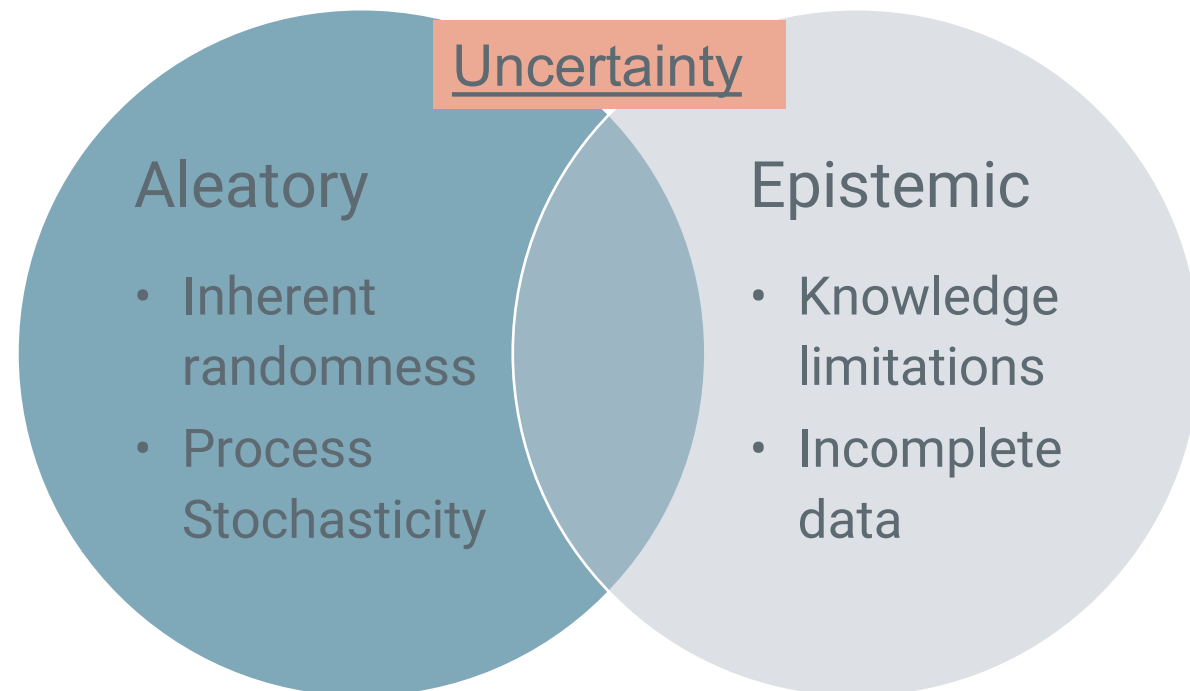 Uncertainty
Aleatory
• Inherent
randomness
• Process
Stochasticity
Epistemic
• Knowledge
limitations
• Incomplete
data